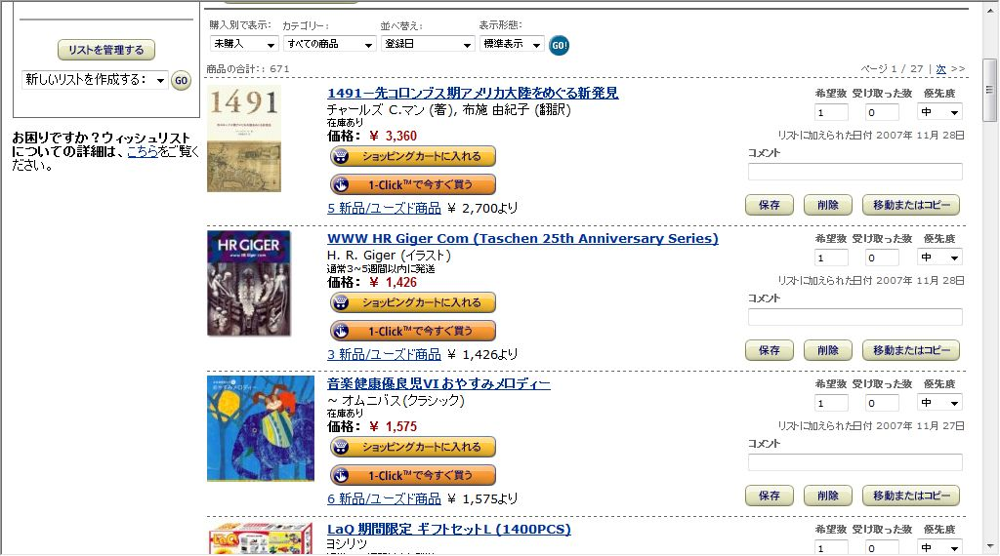 リストを管理する
新しいリストを作成する:
GO
お困りですか？ウィッシュリスト
についての詳細は、こちらをご覧く
ださい。
購入別で表示: カテゴリー: 並べ替え: 表示形態:
未購入 すべての商品 登録日 標準表示 GO!
商品の合計:: 671
ページ 1 / 27 | 次 >>
1491
1491―先コロンブス期アメリカ大陸をめぐる新発見
チャールズ C.マン (著), 布施 由紀子 (翻訳)
在庫あり
価格： ￥ 3,360
ショッピングカートに入れる
1-Click™で今すぐ買う
5 新品/ユーズド商品 ￥ 2,700より
希望数 受け取った数 優先度
1 0 中
リストに加えられた日付 2007年 11月 28日
コメント
保存 削除 移動またはコピー
HR GIGER
www HR Giger com
WWW HR Giger Com (Taschen 25th Anniversary Series)
H. R. Giger (イラスト)
通常3~5週間以内に発送
価格： ￥ 1,426
ショッピングカートに入れる
1-Click™で今すぐ買う
3 新品/ユーズド商品 ￥ 1,426より
希望数 受け取った数 優先度
1 0 中
リストに加えられた日付 2007年 11月 28日
コメント
保存 削除 移動またはコピー
おやすみメロディー
音楽健康優良児VI おやすみメロディー
~ オムニバス(クラシック)
在庫あり
価格： ￥ 1,575
ショッピングカートに入れる
1-Click™で今すぐ買う
6 新品/ユーズド商品 ￥ 1,575より
希望数 受け取った数 優先度
1 0 中
リストに加えられた日付 2007年 11月 27日
コメント
保存 削除 移動またはコピー
LaQ
LaQ 期間限定 ギフトセットL (1400PCS)
ヨシリツ
希望数 受け取った数 優先度
1 0 中